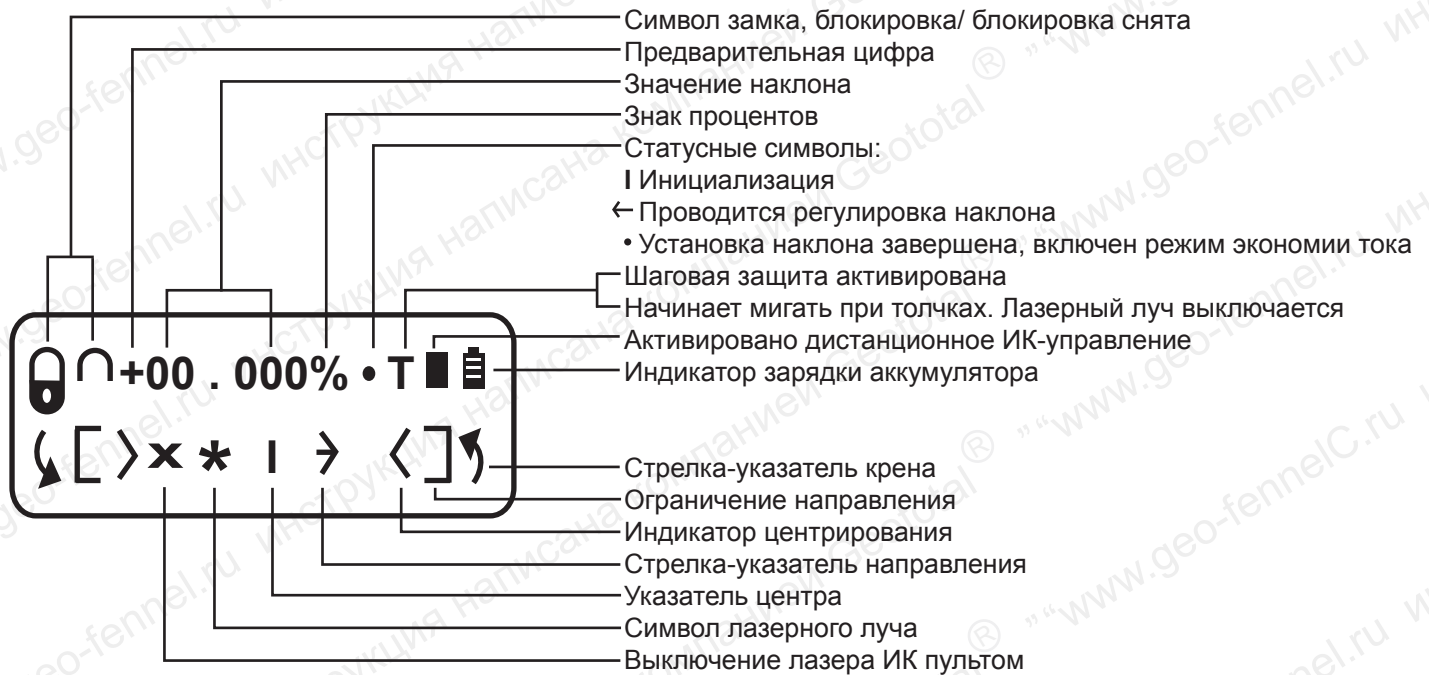 Символ замка, блокировка/ блокировка снята
Предварительная цифра
Значение наклона
Знак процентов
Статусные символы:
I Инициализация
← Проводится регулировка наклона
• Установка наклона завершена, включен режим экономии тока
Шаговая защита активирована
Начинает мигать при толчках. Лазерный луч выключается
Активировано дистанционное ИК-управление
Индикатор зарядки аккумулятора
+00 . 000% • T
[ 〉 x * I → 〈 ]
Стрелка-указатель крена
Ограничение направления
Индикатор центрирования
Стрелка-указатель направления
Указатель центра
Символ лазерного луча
Выключение лазера ИК пультом